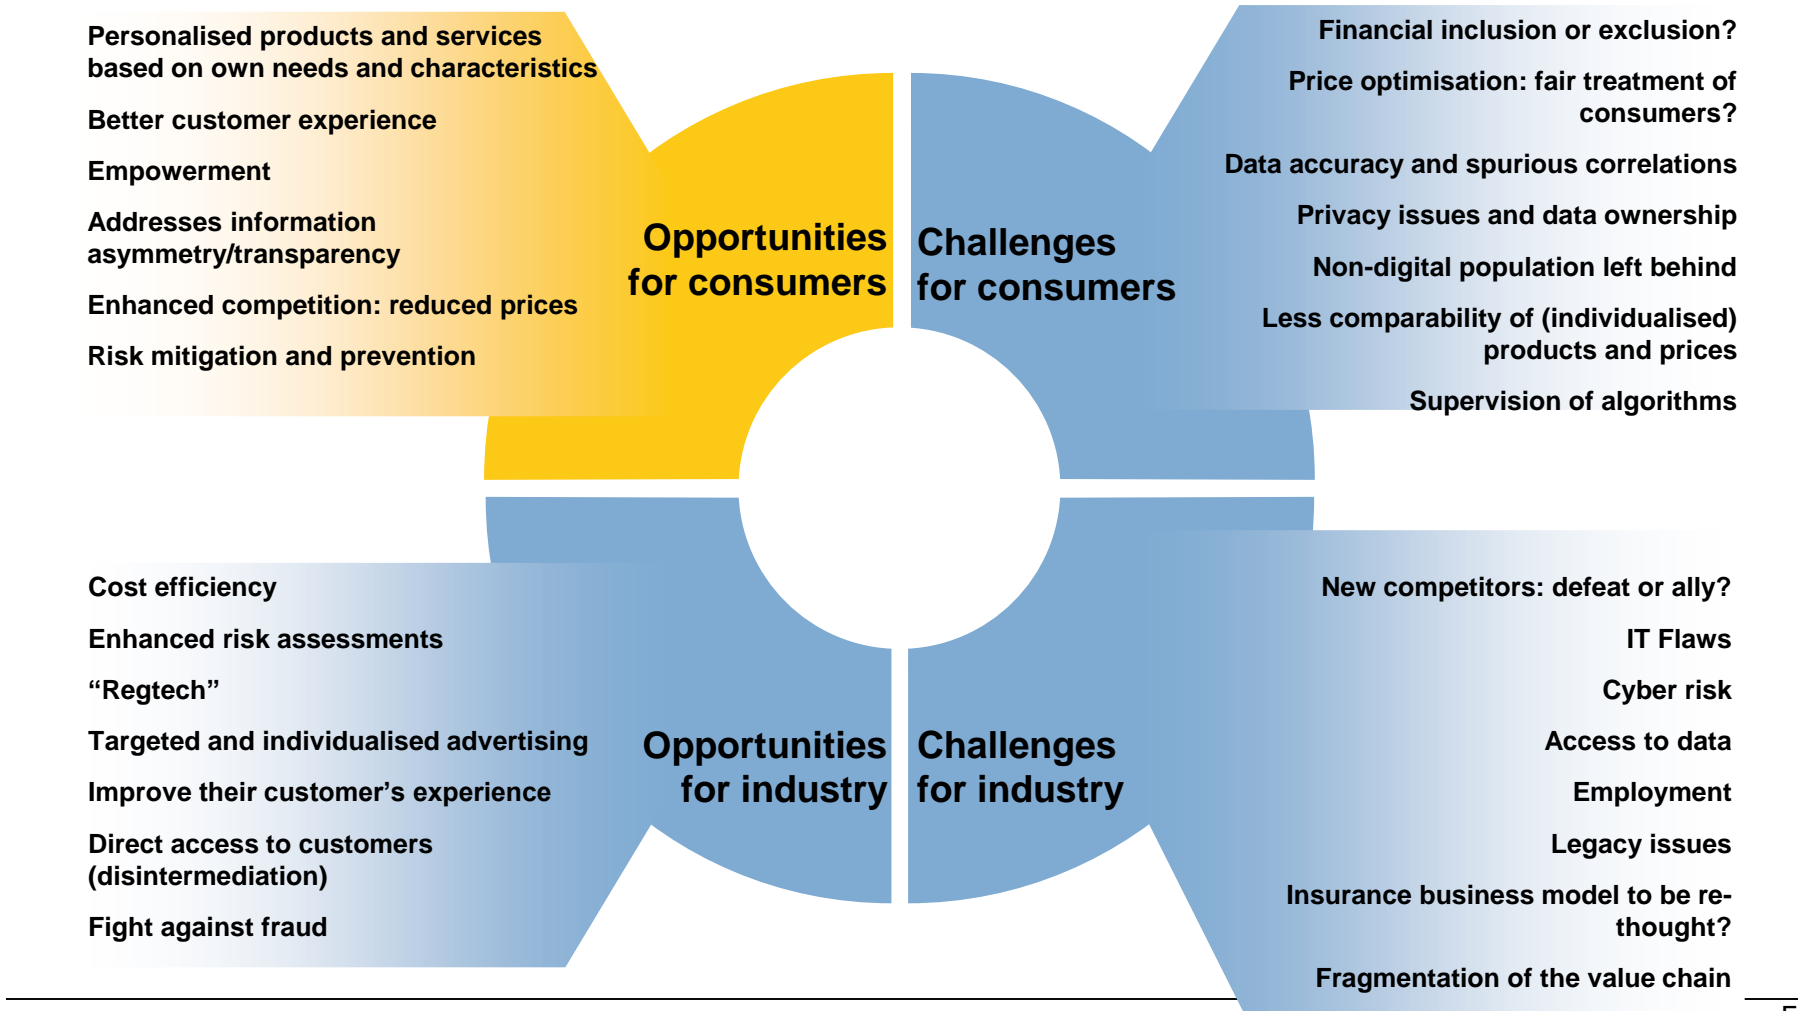 Personalised products and services
based on own needs and characteristics
Better customer experience
Empowerment
Addresses information
asymmetry/transparency
Enhanced competition: reduced prices
Risk mitigation and prevention
Opportunities
for consumers
Financial inclusion or exclusion?
Price optimisation: fair treatment of
consumers?
Data accuracy and spurious correlations
Privacy issues and data ownership
Non-digital population left behind
Less comparability of (individualised)
products and prices
Supervision of algorithms
Challenges
for consumers
Cost efficiency
Enhanced risk assessments
“Regtech”
Targeted and individualised advertising
Improve their customer’s experience
Direct access to customers
(disintermediation)
Fight against fraud
Opportunities
for industry
Challenges
for industry
New competitors: defeat or ally?
IT Flaws
Cyber risk
Access to data
Employment
Legacy issues
Insurance business model to be re-
thought?
Fragmentation of the value chain